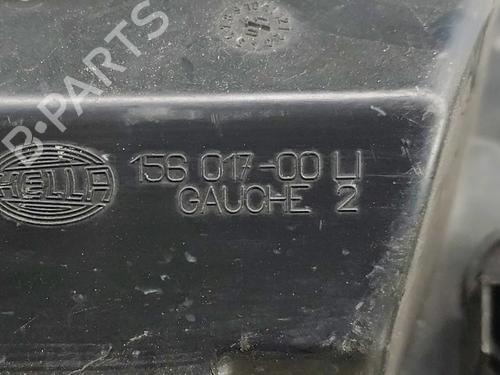 B-PARTS
HELLA
156 017-00 LI
GAUCHE 2